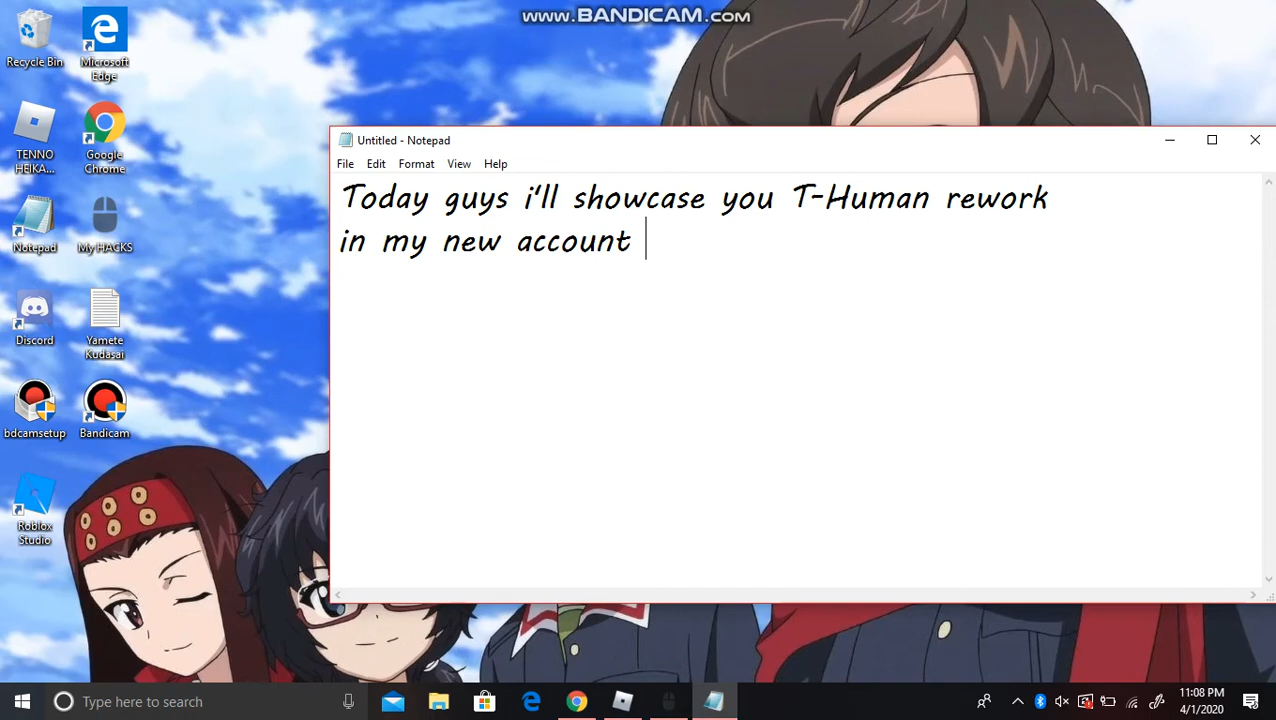 www.BANDICAM.com
Recycle Bin
Microsoft
Edge
TENNO
HEIKA...
Google
Chrome
Notepad
My HACKS
Discord
Yamete
Kudasai
bdcamsetup
Bandicam
Roblox
Studio
Untitled - Notepad
File Edit Format View Help
Today guys i'll showcase you T-Human rework
in my new account
Type here to search
11:08 PM
4/1/2020